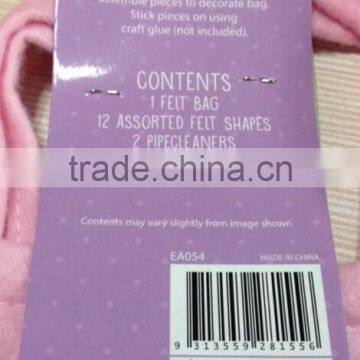 assemble pieces to decorate bag.
Stick pieces on using
craft glue (not included).
CONTENTS
1 FELT BAG
12 ASSORTED FELT SHAPES
2 PIPECLEANERS
trade.china.cn
Contents may vary slightly from image shown
EA054
MADE IN CHINA
9 313559 281556